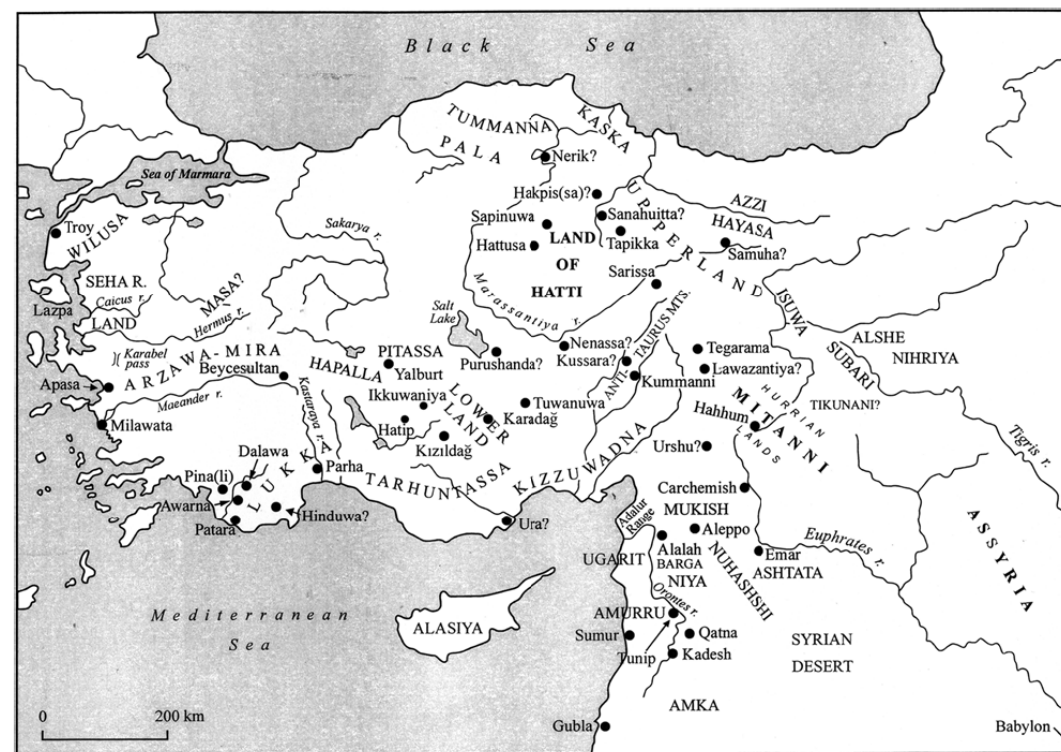 Black Sea
TUMMANNA
KASKA
PALA
Nerik?
Sea of Marmara
Hakpis(sa)?
UPPER LAND
AZZI
HAYASA
Troy
WILUSA
Sakarya r.
Sapinuwa
Sanahuitta?
LAND
OF
HATTI
Tapikka
Hattusa
Samuha?
SEHA R.
LAND
MASA?
Sarissa
Lazpa
Caicus r.
Hermus r.
Marassantiya r.
ISUWA
Salt
Lake
TAURUS MTS.
ANTI-
ALSHE
Karabel
pass
ARZAWA-MIRA
PITASSA
Nenassa?
Kussara?
Tegarama
SUBARI
NIHRIYA
Beycesultan
HAPALLA
Yalburt
Purushanda?
Lawazantiya?
Apasa
Kummanni
Maeander r.
Kastaraya r.
Ikkuwaniya
LOWER
LAND
Tuwanuwa
MITANNI
HURRIAN
LANDS
TIKUNANI?
Milawata
Hatip
Karadağ
Hahhum
Kızıldağ
Tigris r.
Dalawa
LUKKA
Parha
TARHUNTASSA
KIZZUWADNA
Urshu?
Pina(li)
Awarna
Hinduwa?
Carchemish
Patara
Ura?
Adalur
Range
MUKISH
Aleppo
Euphrates r.
ASSYRIA
Alalah
Emar
UGARIT
BARGA
NUHASHSHI
ASHTATA
NIYA
Mediterranean
Sea
Orontes r.
AMURRU
ALASIYA
Sumur
Qatna
SYRIAN
DESERT
Tunip
Kadesh
AMKA
0 200 km
Gubla
Babylon